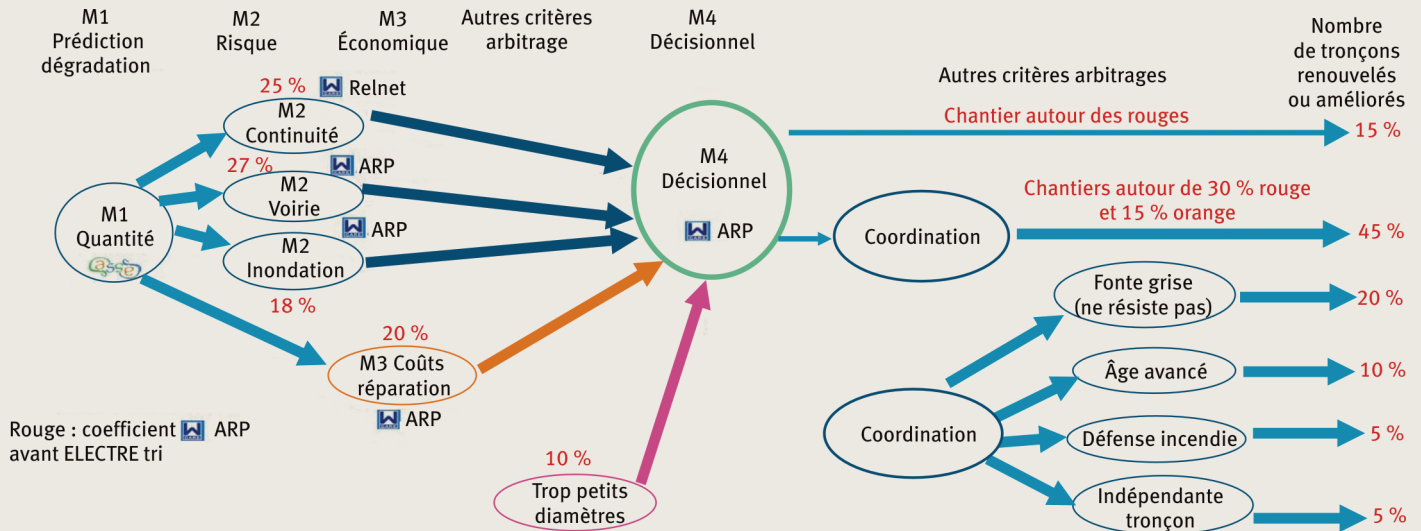 M1
Prédiction
dégradation
M2
Risque
M3
Économique
Autres critères
arbitrage
M4
Décisionnel
Autres critères arbitrages
Nombre
de tronçons
renouvelés
ou améliorés
25 %
Relnet
M2
Continuité
27 %
ARP
M2
Voirie
ARP
M2
Inondation
18 %
M1
Quantité
Casses
20 %
M3 Coûts
réparation
ARP
Rouge : coefficient ARP
avant ELECTRE tri
10 %
Trop petits
diamètres
M4
Décisionnel
ARP
Chantier autour des rouges
15 %
Coordination
Chantiers autour de 30 % rouge
et 15 % orange
45 %
Coordination
Fonte grise
(ne résiste pas)
20 %
Âge avancé
10 %
Défense incendie
5 %
Indépendante
tronçon
5 %